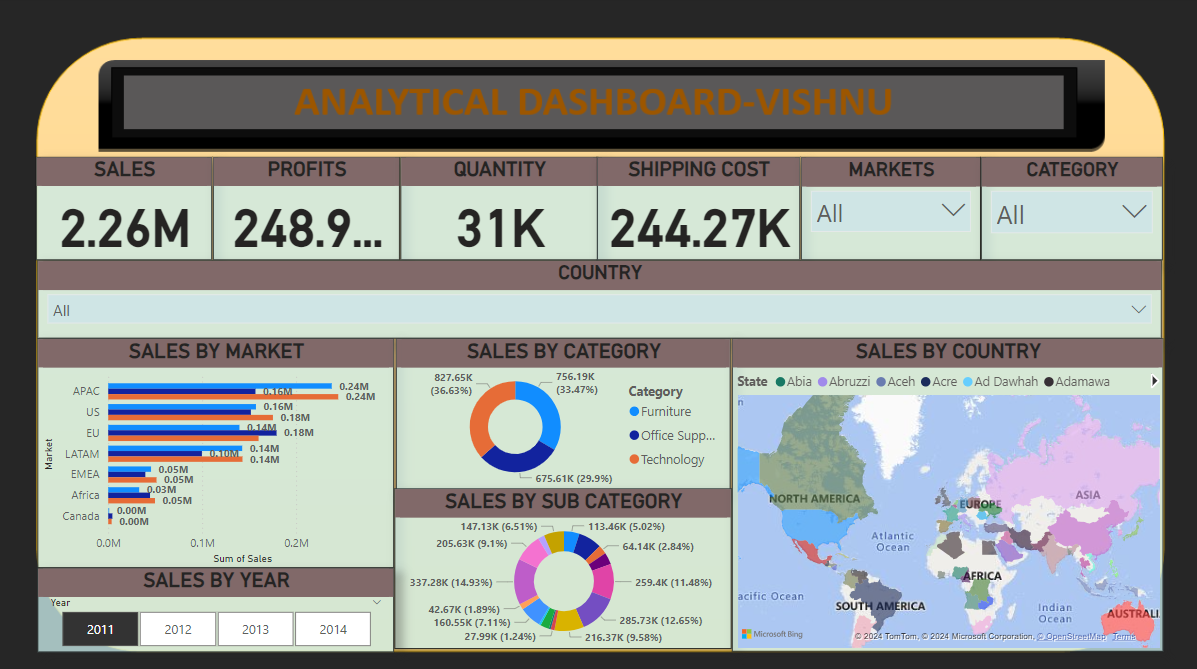 ANALYTICAL DASHBOARD-VISHNU
SALES
PROFITS
QUANTITY
SHIPPING COST
MARKETS
CATEGORY
2.26M
248.9...
31K
244.27K
All
All
COUNTRY
All
SALES BY MARKET
Market
APAC
0.24M
0.16M
0.24M
US
0.16M
0.18M
EU
0.14M
0.18M
LATAM
0.14M
0.10M
0.14M
EMEA
0.05M
0.05M
Africa
0.03M
0.05M
Canada
0.00M
0.00M
0.0M 0.1M 0.2M
Sum of Sales
SALES BY YEAR
Year
2011 2012 2013 2014
SALES BY CATEGORY
827.65K
(36.63%)
756.19K
(33.47%)
675.61K (29.9%)
Category
Furniture
Office Supp...
Technology
SALES BY SUB CATEGORY
147.13K (6.51%)
113.46K (5.02%)
205.63K (9.1%)
64.14K (2.84%)
337.28K (14.93%)
259.4K (11.48%)
42.67K (1.89%)
160.55K (7.11%)
285.73K (12.65%)
27.99K (1.24%)
216.37K (9.58%)
SALES BY COUNTRY
State Abia Abruzzi Aceh Acre Ad Dawhah Adamawa
NORTH AMERICA
EUROPE
ASIA
Atlantic
Ocean
AFRICA
acific Ocean
SOUTH AMERICA
Indian
Ocean
AUSTRALI
Microsoft Bing
© 2024 TomTom, © 2024 Microsoft Corporation, © OpenStreetMap Terms